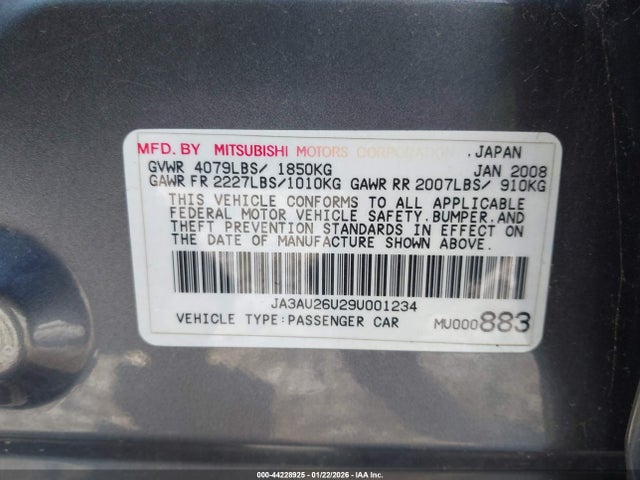 MFD. BY MITSUBISHI MOTORS CORPORATION .JAPAN
GVWR 4079LBS/ 1850KG JAN 2008
GAWR FR 2227LBS/1010KG GAWR RR 2007LBS/ 910KG
THIS VEHICLE CONFORMS TO ALL APPLICABLE
FEDERAL MOTOR VEHICLE SAFETY.BUMPER.AND
THEFT PREVENTION STANDARDS IN EFFECT ON
THE DATE OF MANUFACTURE SHOWN ABOVE.
JA3AU26U29U001234
VEHICLE TYPE:PASSENGER CAR MU000883
000-44228925 - 01/22/2026 - IAAI, Inc.